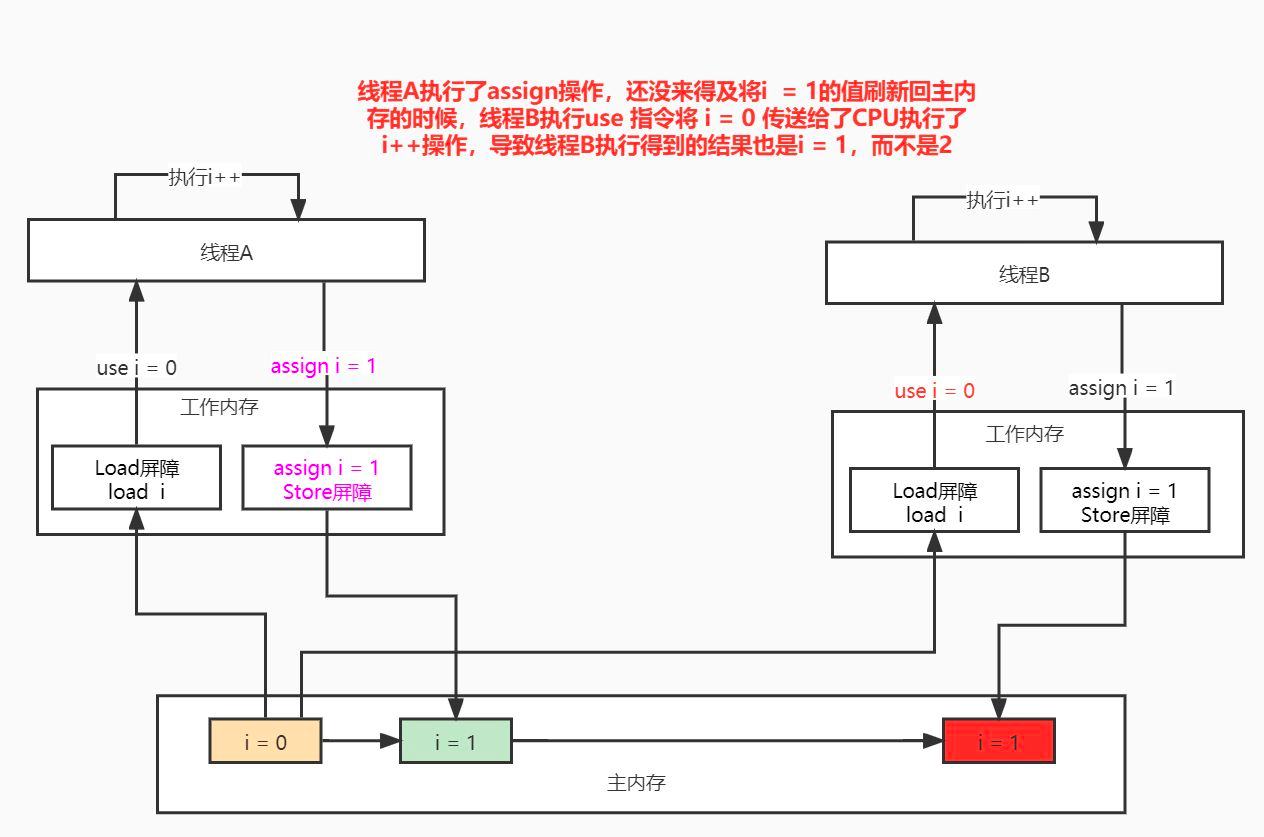 线程A执行了assign操作，还没来得及将i = 1的值刷新回主内
存的时候，线程B执行use 指令将 i = 0 传送给了CPU执行了
i++操作，导致线程B执行得到的结果也是i = 1，而不是2
执行i++
线程A
use i = 0
assign i = 1
工作内存
Load屏障
load i
assign i = 1
Store屏障
执行i++
线程B
use i = 0
assign i = 1
工作内存
Load屏障
load i
assign i = 1
Store屏障
i = 0
i = 1
i = 1
主内存